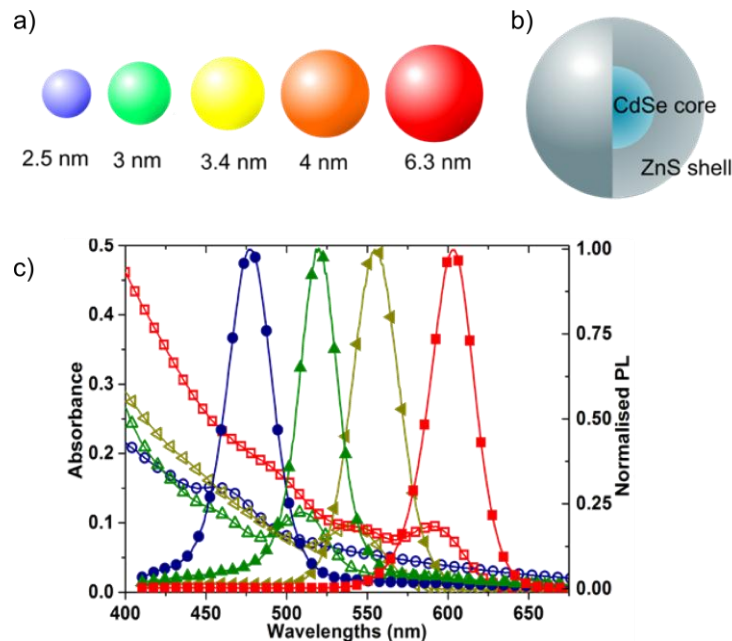 a)
2.5 nm
3 nm
3.4 nm
4 nm
6.3 nm
b)
CdSe core
ZnS shell
c)
0.5
0.4
0.3
0.2
0.1
0.0
Absorbance
400
450
500
550
600
650
Wavelengths (nm)
1.00
0.75
0.50
0.25
0.00
Normalised PL